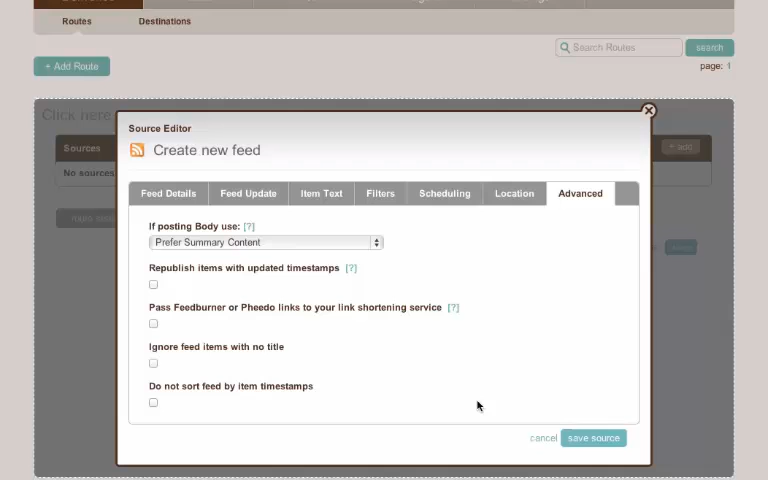 Routes Destinations
Search Routes search
+ Add Route page: 1
Click here
Source Editor
Create new feed
Sources + add
No sources
Feed Details Feed Update Item Text Filters Scheduling Location Advanced
If posting Body use: [?]
Prefer Summary Content
Republish items with updated timestamps [?]
Pass Feedburner or Pheedo links to your link shortening service [?]
Ignore feed items with no title
Do not sort feed by item timestamps
cancel save source